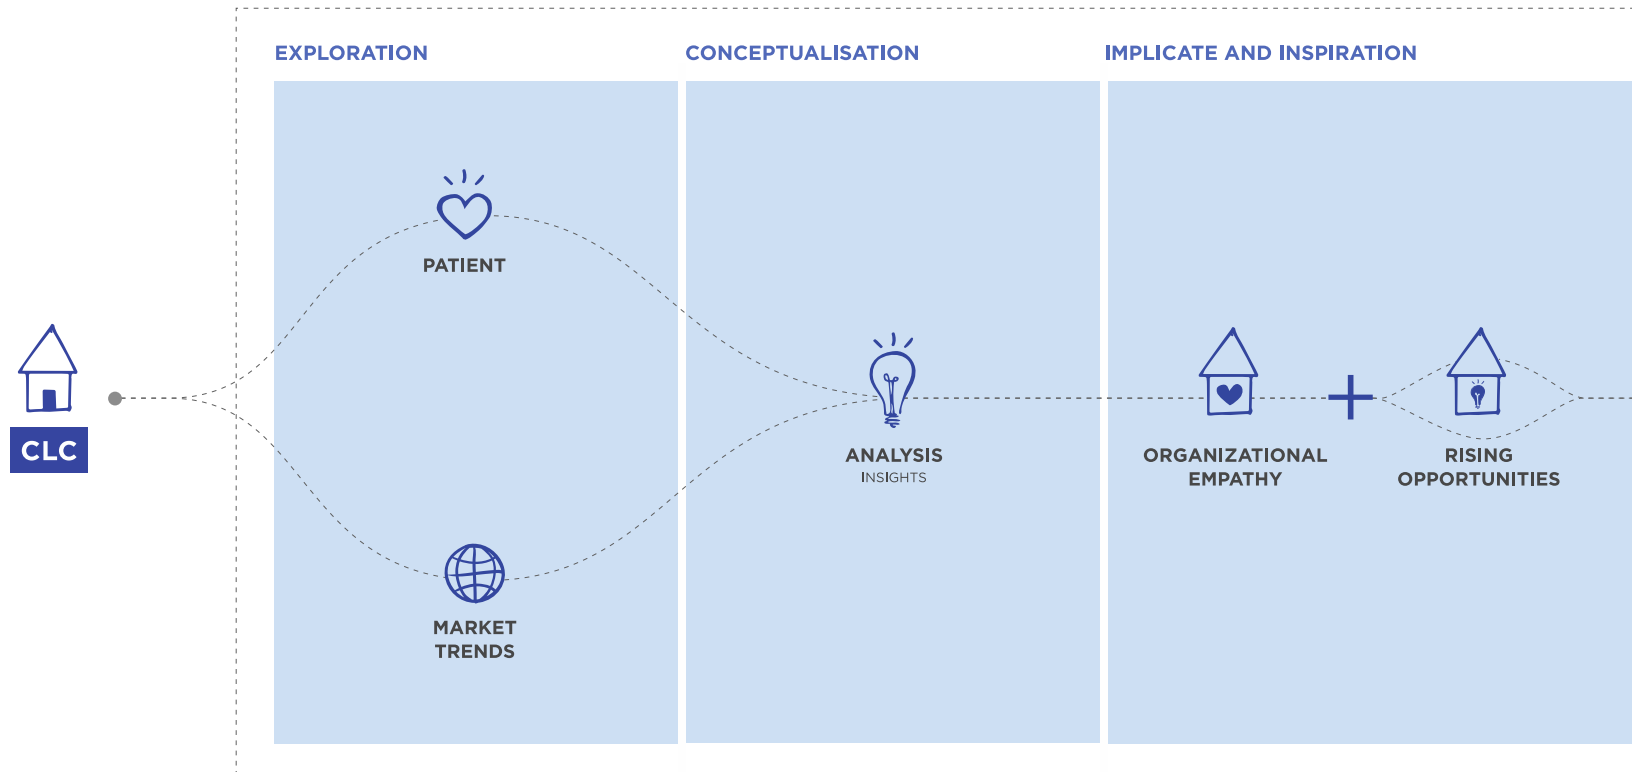 EXPLORATION
CONCEPTUALISATION
IMPLICATE AND INSPIRATION
PATIENT
CLC
ANALYSIS
INSIGHTS
ORGANIZATIONAL
EMPATHY
RISING
OPPORTUNITIES
MARKET
TRENDS